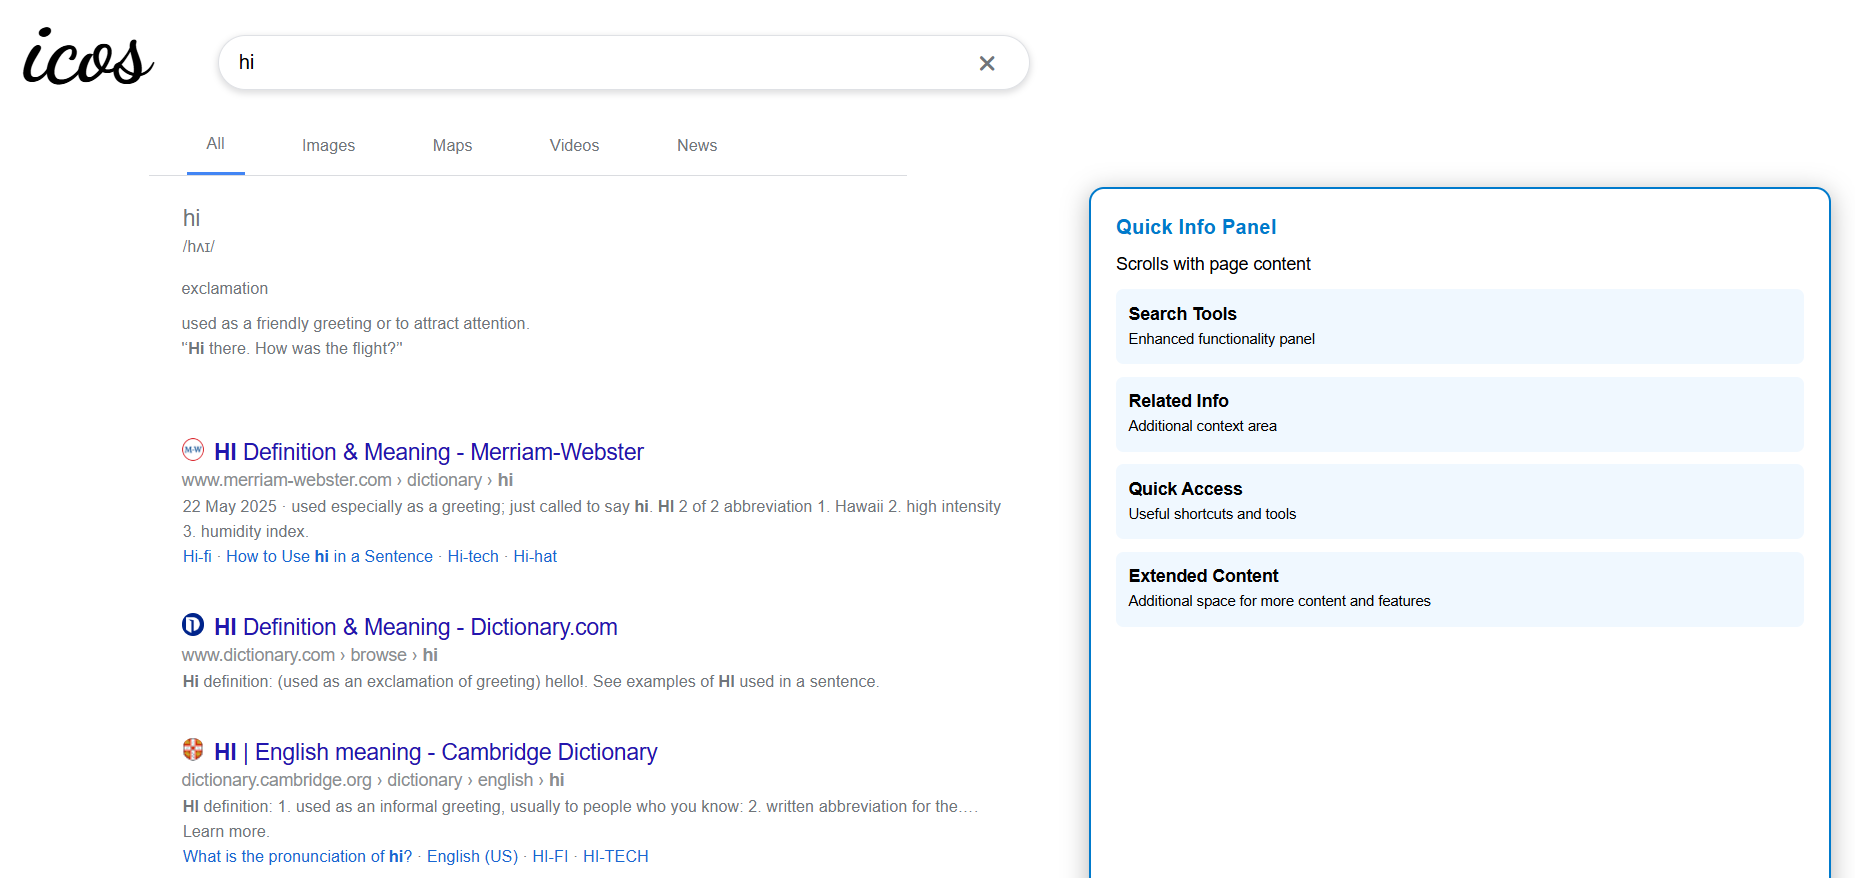 icos
hi
All
Images
Maps
Videos
News
hi
/hʌɪ/
exclamation
used as a friendly greeting or to attract attention.
"Hi there. How was the flight?"
HI Definition & Meaning - Merriam-Webster
www.merriam-webster.com › dictionary › hi
22 May 2025 · used especially as a greeting; just called to say hi. HI 2 of 2 abbreviation 1. Hawaii 2. high intensity
3. humidity index.
Hi-fi · How to Use hi in a Sentence · Hi-tech · Hi-hat
HI Definition & Meaning - Dictionary.com
www.dictionary.com › browse › hi
Hi definition: (used as an exclamation of greeting) hello!. See examples of HI used in a sentence.
HI | English meaning - Cambridge Dictionary
dictionary.cambridge.org › dictionary › english › hi
HI definition: 1. used as an informal greeting, usually to people who you know: 2. written abbreviation for the….
Learn more.
What is the pronunciation of hi? · English (US) · HI-FI · HI-TECH
Quick Info Panel
Scrolls with page content
Search Tools
Enhanced functionality panel
Related Info
Additional context area
Quick Access
Useful shortcuts and tools
Extended Content
Additional space for more content and features